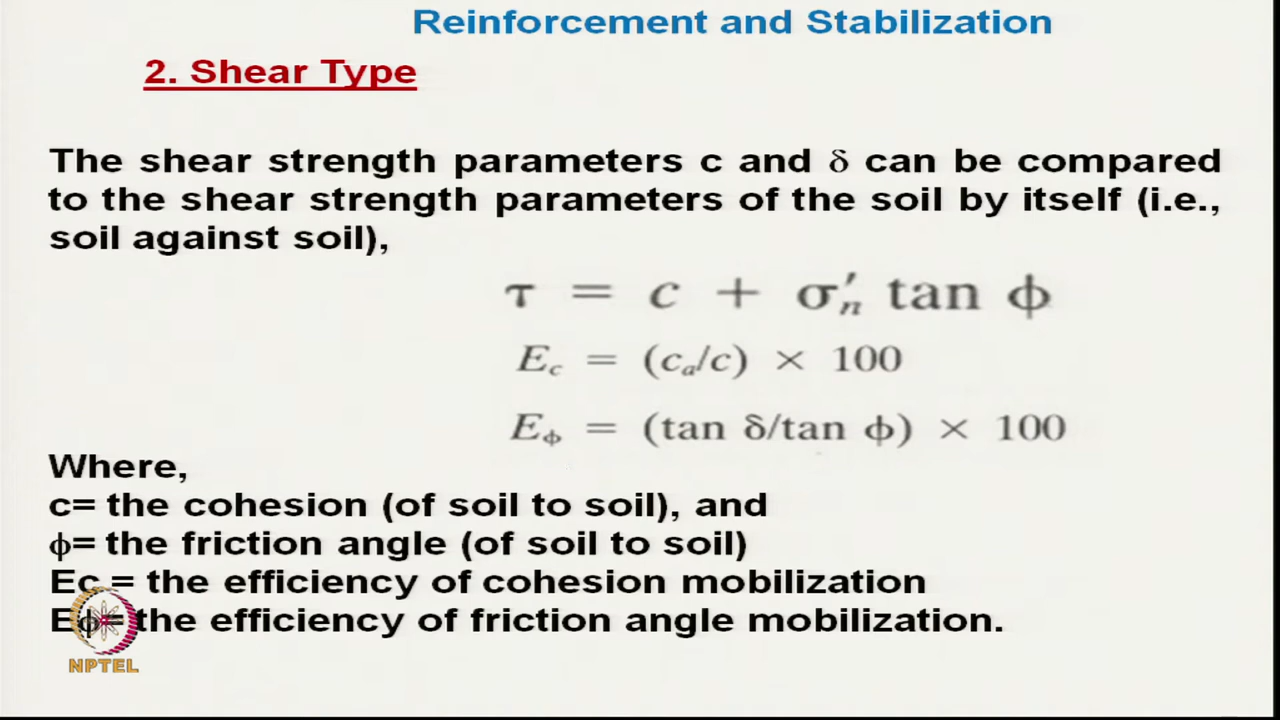 Reinforcement and Stabilization
2. Shear Type
The shear strength parameters c and δ can be compared
to the shear strength parameters of the soil by itself (i.e.,
soil against soil),
τ = c + σ′ₙ tan ϕ
E_c = (c_a/c) × 100
E_ϕ = (tan δ/tan ϕ) × 100
Where,
c= the cohesion (of soil to soil), and
ϕ= the friction angle (of soil to soil)
Ec = the efficiency of cohesion mobilization
Eϕ= the efficiency of friction angle mobilization.
NPTEL